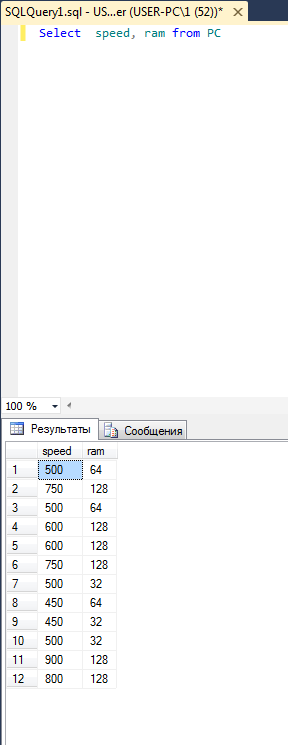 SQLQuery1.sql - US...er (USER-PC\1 (52))*
Select  speed, ram from PC
100 %
Результаты Сообщения
speed ram
1 500 64
2 750 128
3 500 64
4 600 128
5 600 128
6 750 128
7 500 32
8 450 64
9 450 32
10 500 32
11 900 128
12 800 128